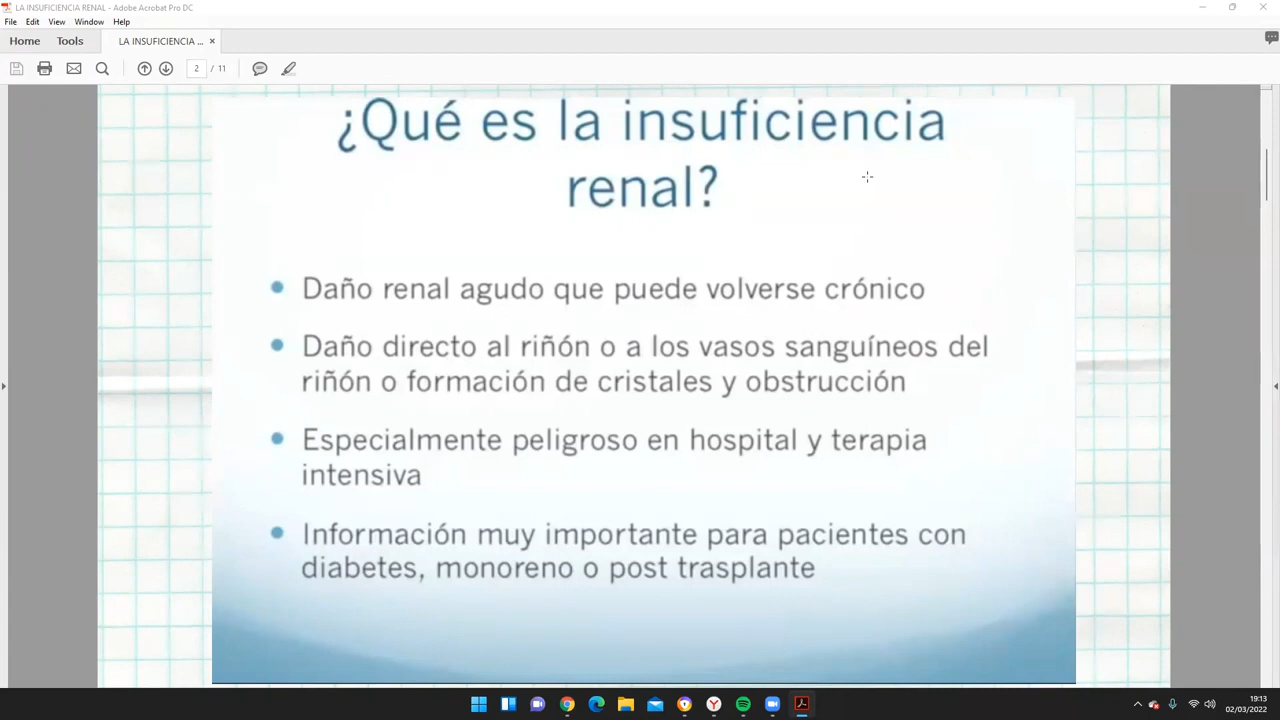 LA INSUFICIENCIA RENAL - Adobe Acrobat Pro DC
File Edit View Window Help
Home Tools LA INSUFICIENCIA ... ×
2 / 11
¿Qué es la insuficiencia
renal?
• Daño renal agudo que puede volverse crónico
• Daño directo al riñón o a los vasos sanguíneos del
riñón o formación de cristales y obstrucción
• Especialmente peligroso en hospital y terapia
intensiva
• Información muy importante para pacientes con
diabetes, monoreno o post trasplante
19:13
02/03/2022